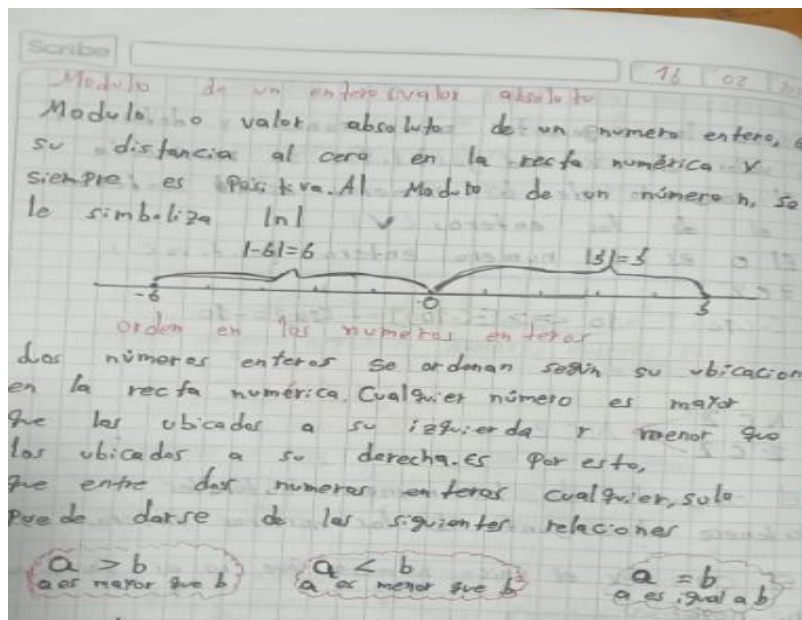 Scribe
16 02
Modulo de un entero (valor absoluto
Modulo o valor absoluto de un numero entero,
su distancia al cero en la recta numérica y
siempre es Positiva. Al Modulo de un número n, se
le simboliza |n|
|-6|=6 |3|=3
-6 0 3
orden en los numeros enteros
Los números enteros se ordenan según su ubicacion
en la recta numérica. Cualquier número es mayor
que los ubicados a su izquierda y menor que
los ubicados a su derecha. es por esto,
que entre dos numeros enteros cualquier, solo
puede darse de las siguientes relaciones
a > b a < b a = b
a es mayor que b a es menor que b a es igual a b